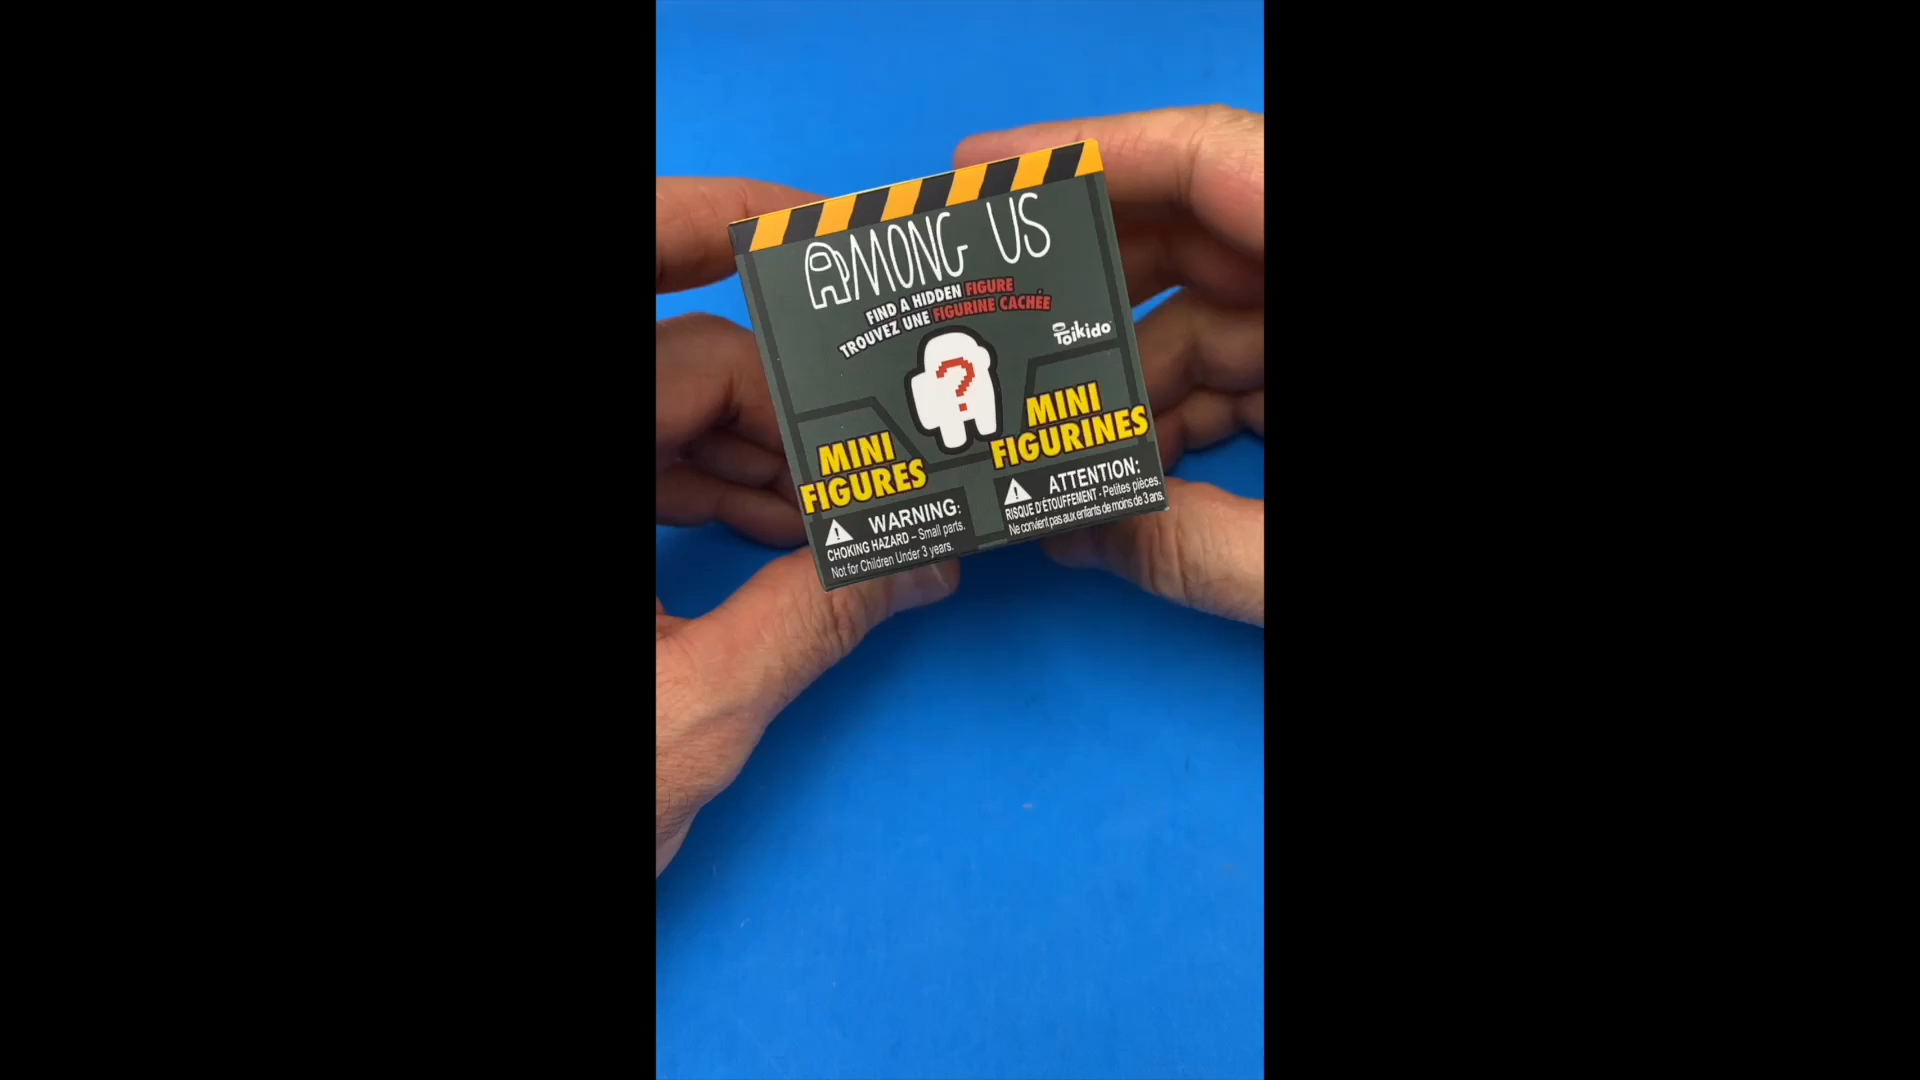 AMONG US
FIND A HIDDEN FIGURE
TROUVEZ UNE FIGURINE CACHÉE
Toikido
?
MINI
FIGURES
MINI
FIGURINES
WARNING:
CHOKING HAZARD – Small parts.
Not for Children Under 3 years.
ATTENTION:
RISQUE D'ÉTOUFFEMENT - Petites pièces.
Ne convient pas aux enfants de moins de 3 ans.